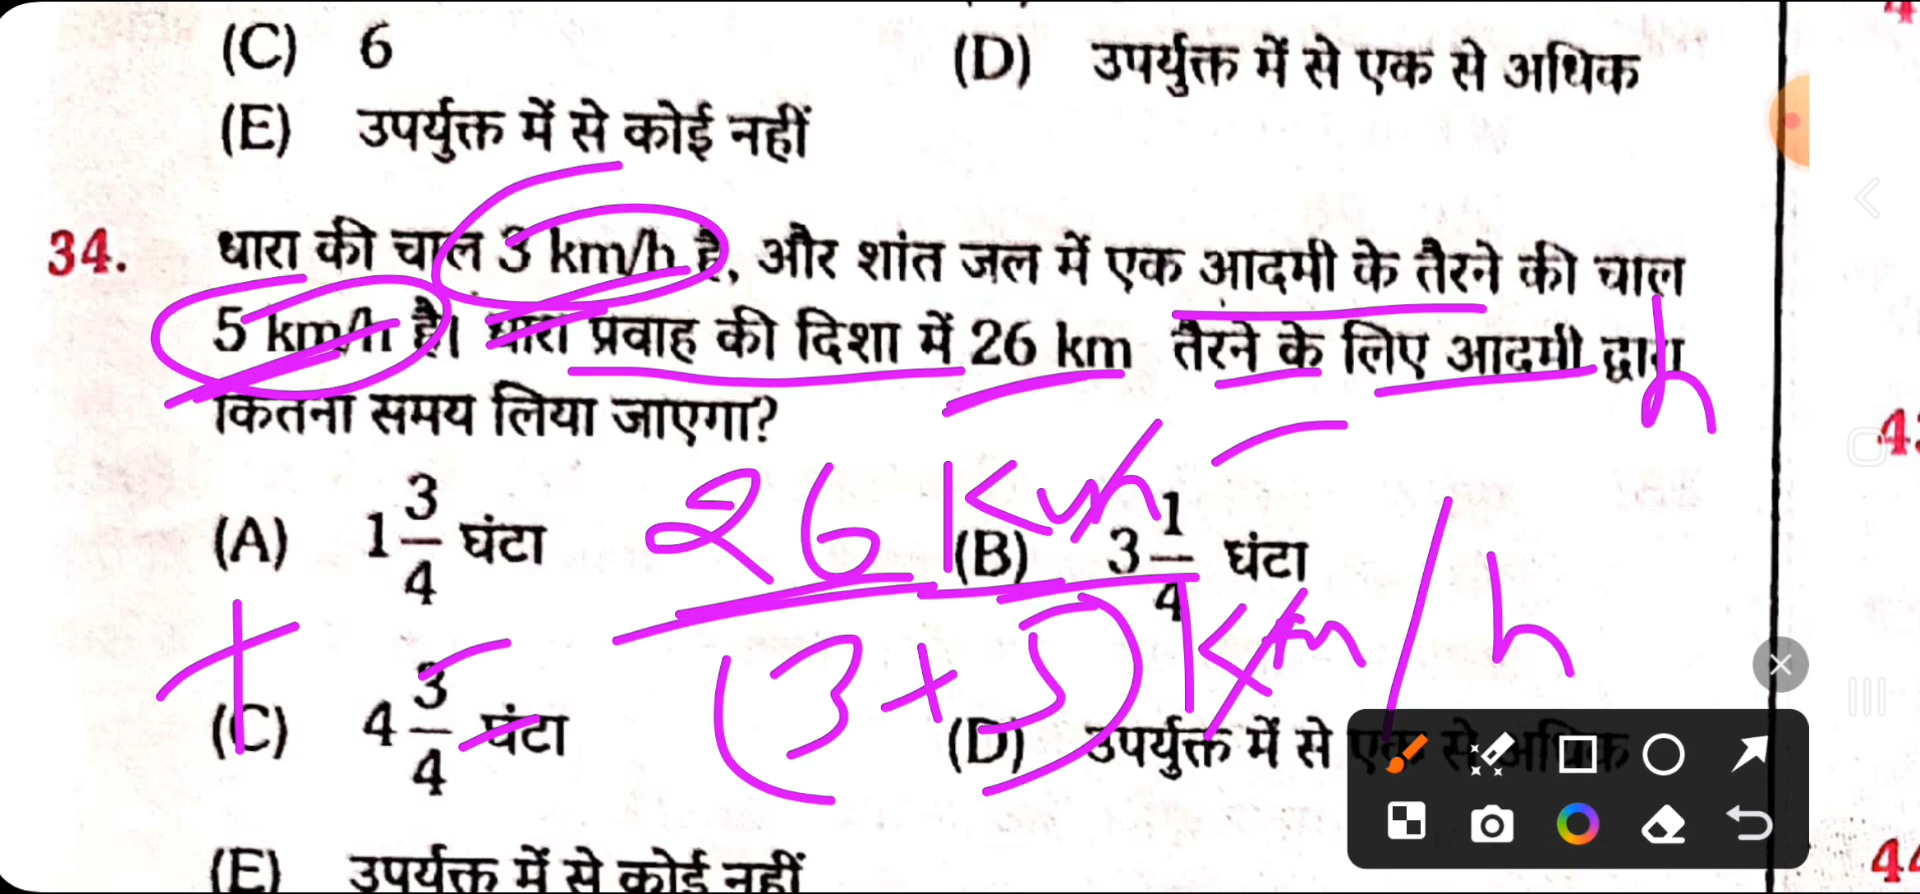 (C) 6 (D) उपर्युक्त में से एक से अधिक
(E) उपर्युक्त में से कोई नहीं
34. धारा की चाल 3 km/h है, और शांत जल में एक आदमी के तैरने की चाल
5 km/h है। धारा प्रवाह की दिशा में 26 km तैरने के लिए आदमी द्वारा
कितना समय लिया जाएगा?
(A) 1 3/4 घंटा (B) 3 1/4 घंटा
(C) 4 3/4 घंटा (D) उपर्युक्त में से एक से अधिक
(E) उपर्युक्त में से कोई नहीं
t = 26 Km
(3+5) Km/h
h